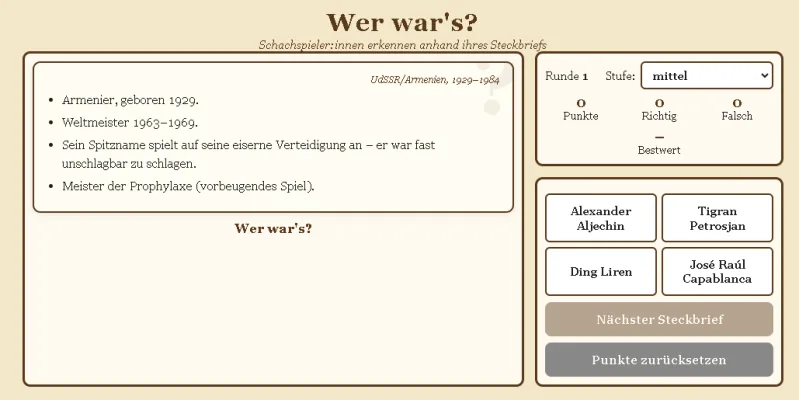 Wer war's?
Schachspieler:innen erkennen anhand ihres Steckbriefs
UdSSR/Armenien, 1929–1984
• Armenier, geboren 1929.
• Weltmeister 1963–1969.
• Sein Spitzname spielt auf seine eiserne Verteidigung an – er war fast
unschlagbar zu schlagen.
• Meister der Prophylaxe (vorbeugendes Spiel).
Wer war's?
Runde 1 Stufe: mittel
0 0 0
Punkte Richtig Falsch
–
Bestwert
Alexander
Aljechin
Tigran
Petrosjan
Ding Liren
José Raúl
Capablanca
Nächster Steckbrief
Punkte zurücksetzen